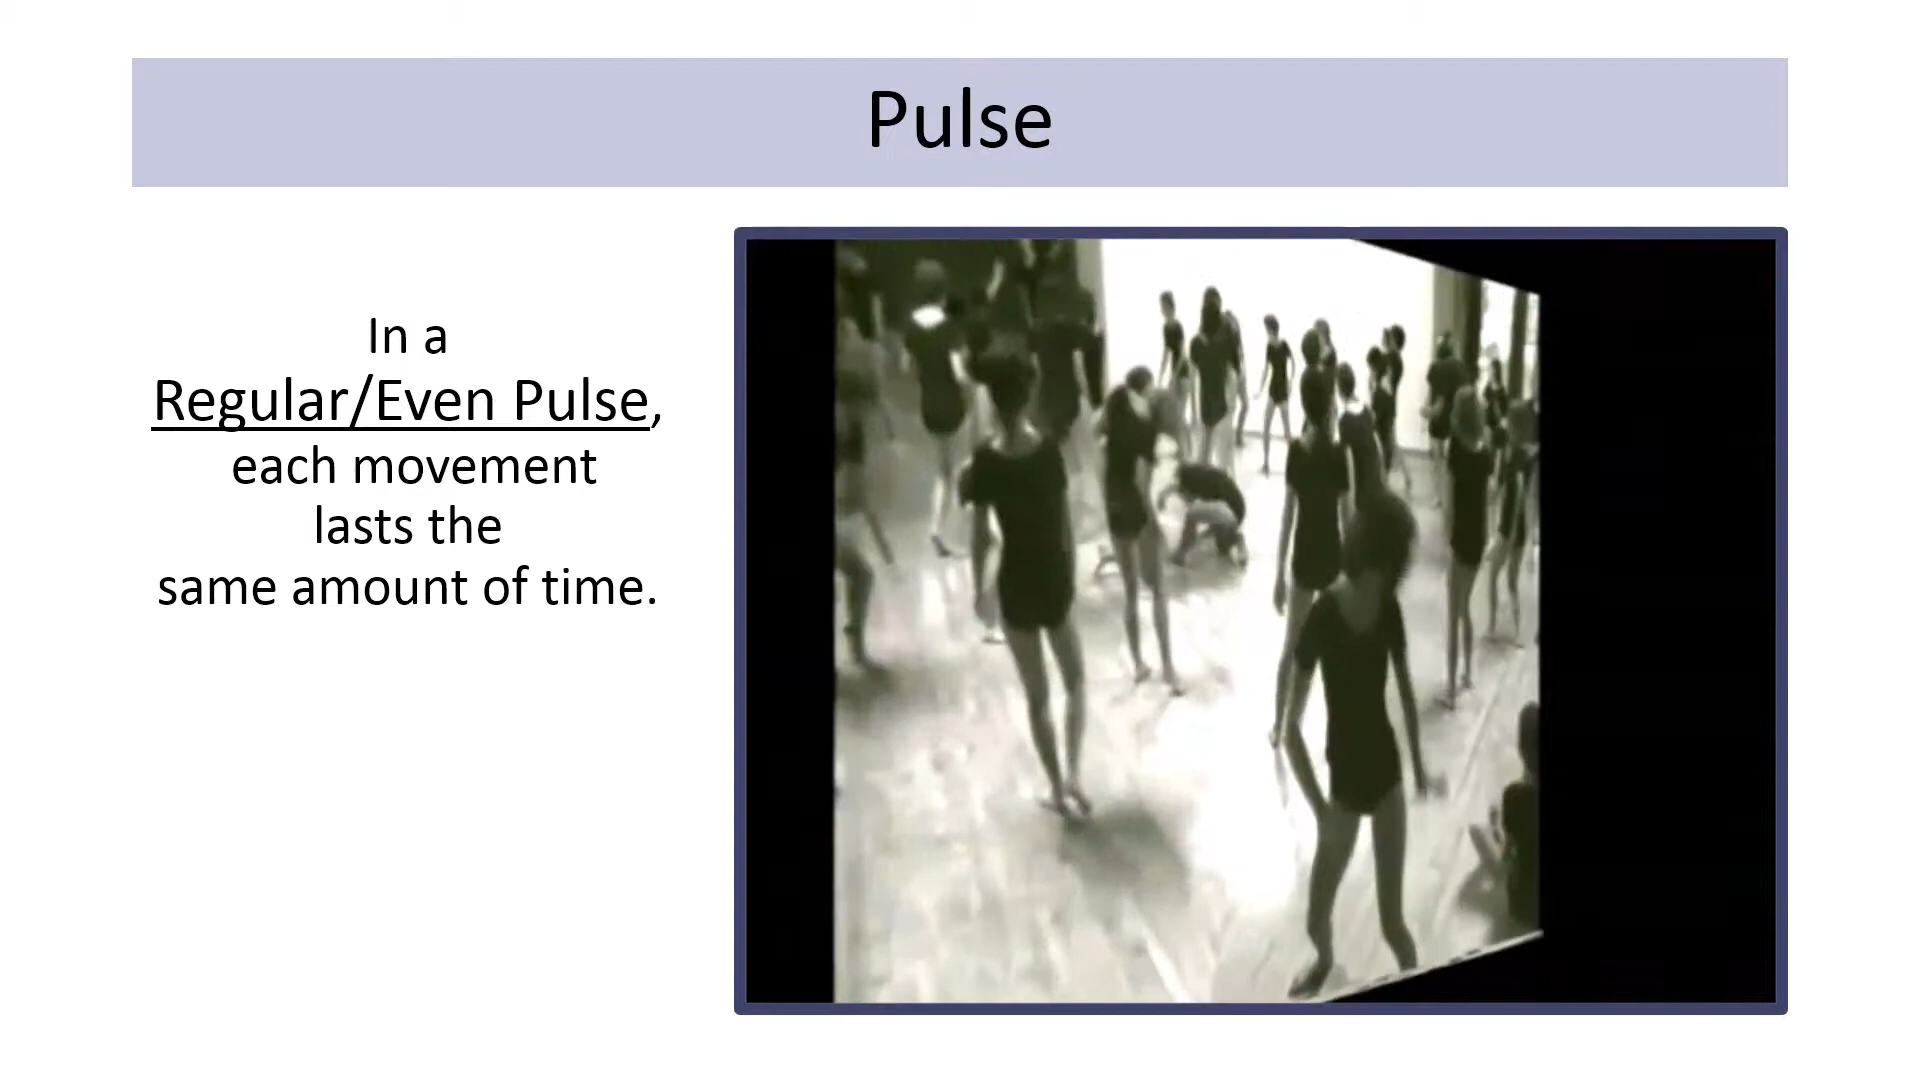 Pulse
In a
Regular/Even Pulse,
each movement
lasts the
same amount of time.